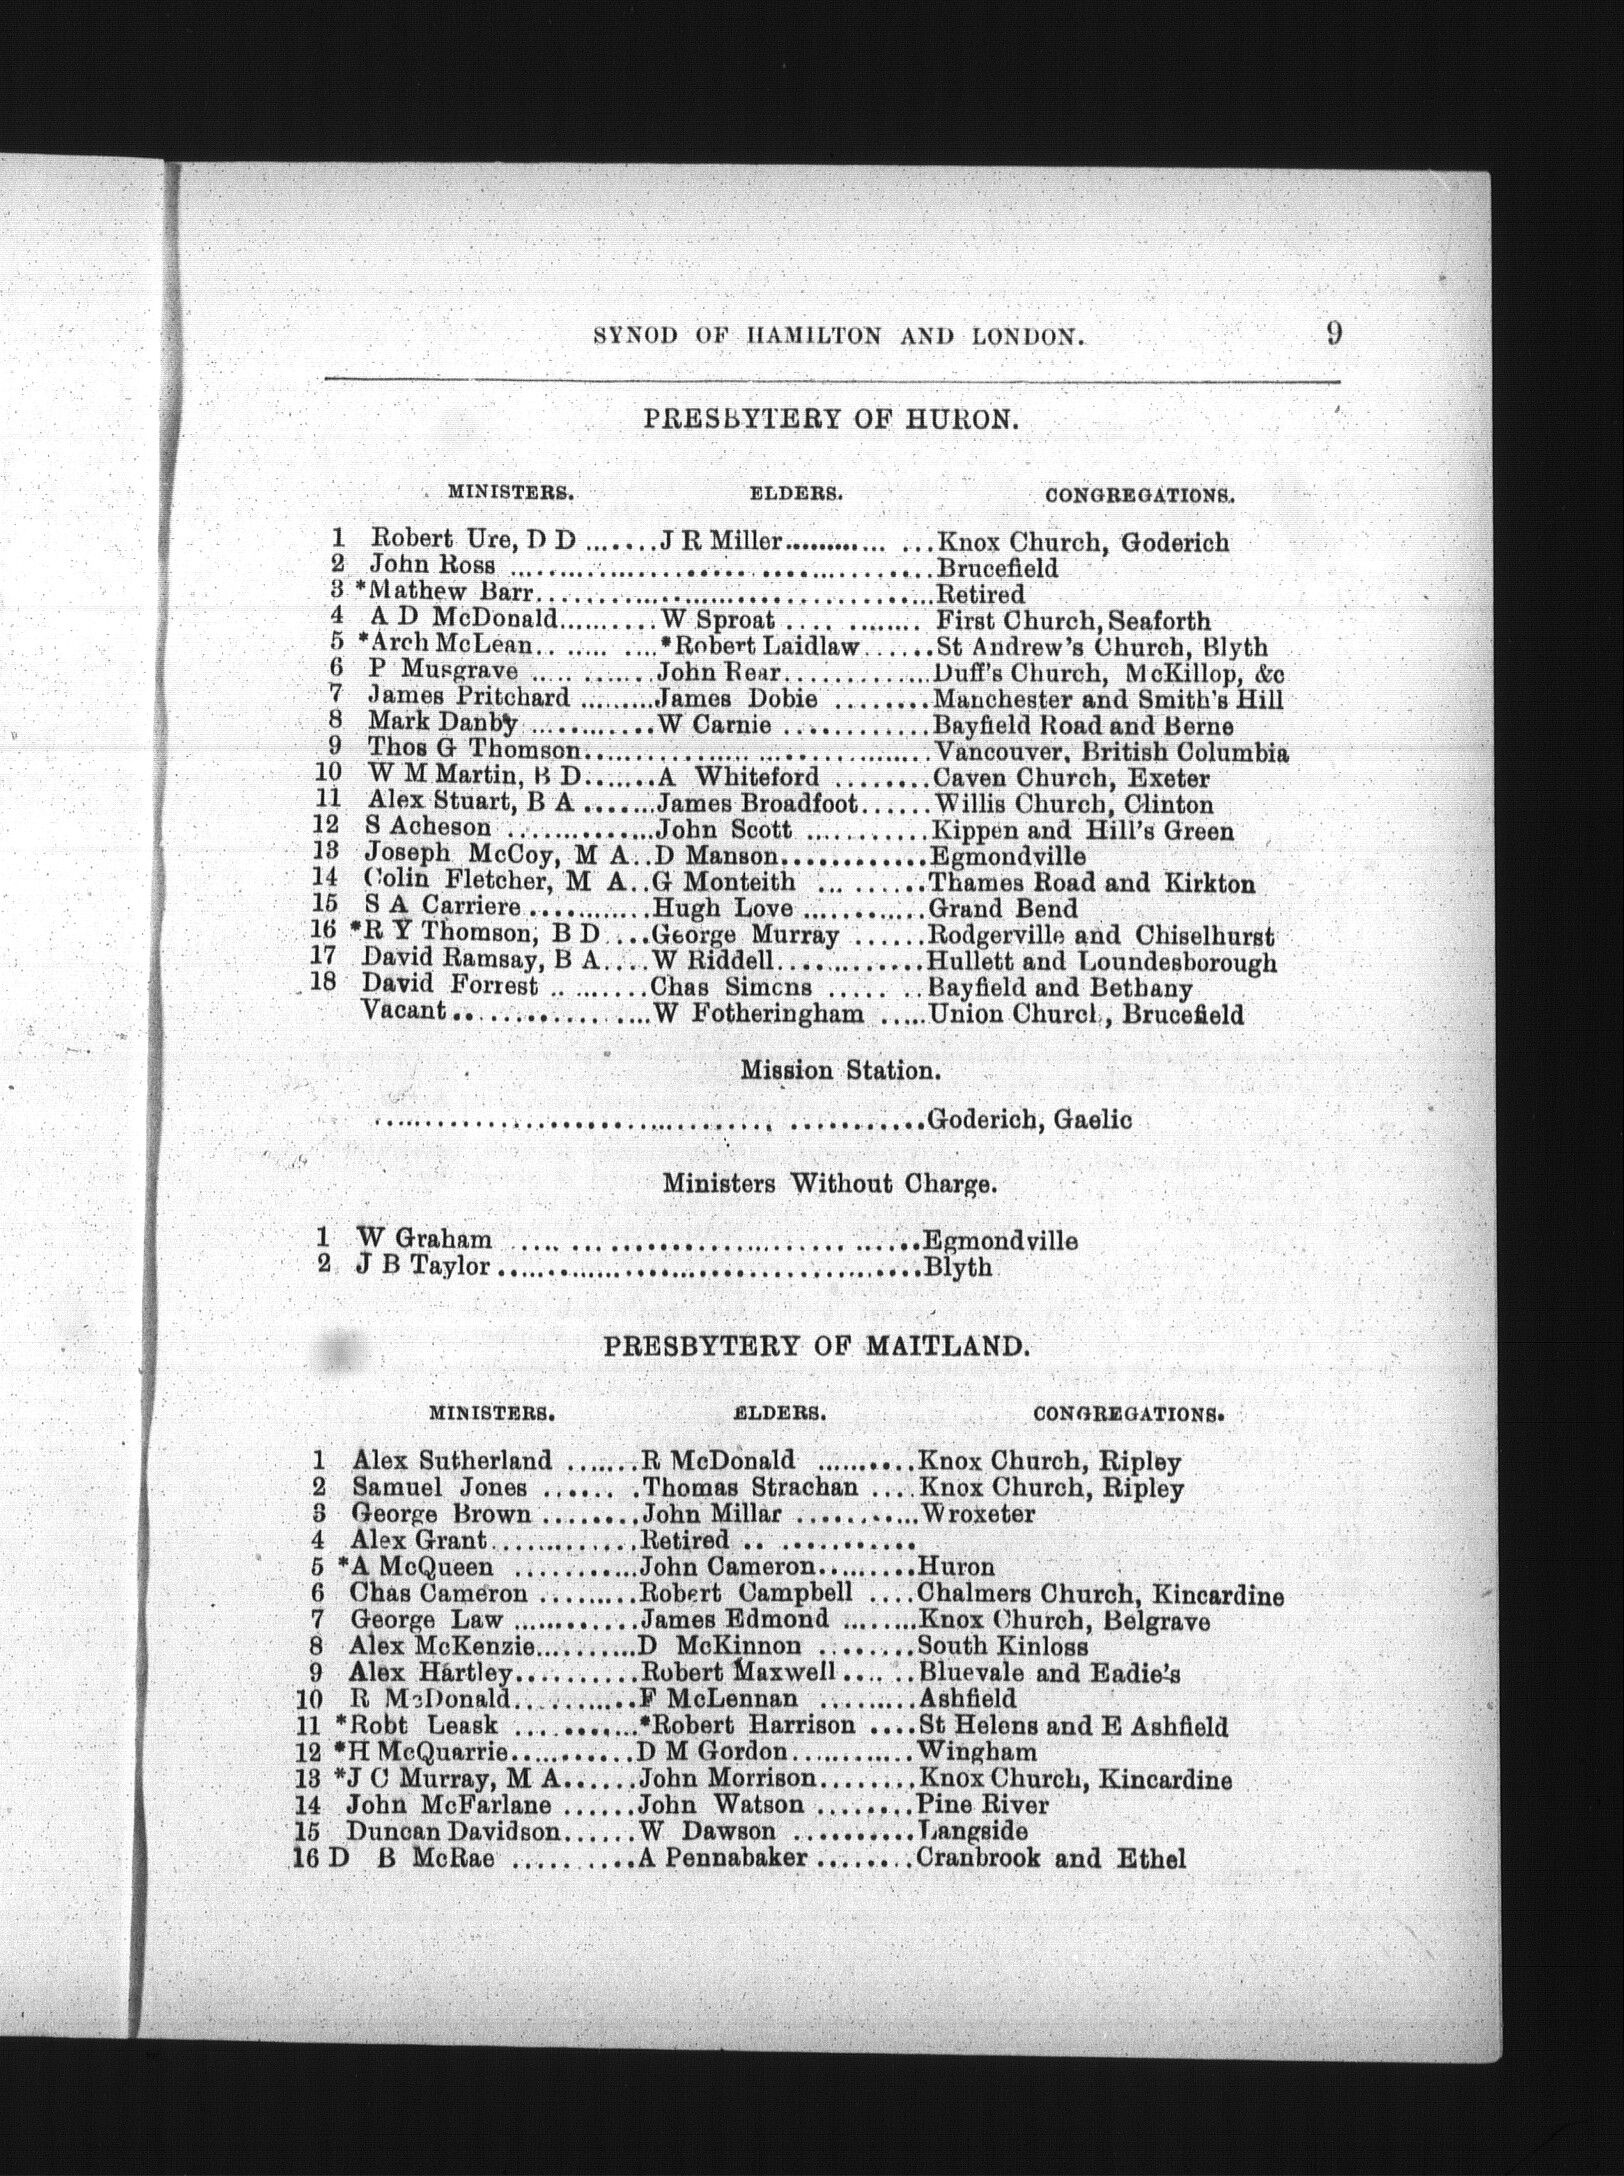 SYNOD OF HAMILTON AND LONDON. 9
PRESBYTERY OF HURON.
MINISTERS. ELDERS. CONGREGATIONS.
1 Robert Ure, D D .......J R Miller............... ...Knox Church, Goderich
2 John Ross ..................................Brucefield
3 *Mathew Barr..................................Retired
4 A D McDonald..........W Sproat .... ........ First Church, Seaforth
5 *Arch McLean.. ...... ....*Robert Laidlaw......St Andrew's Church, Blyth
6 P Musgrave ..... .......John Rear............Duff's Church, McKillop, &c
7 James Pritchard .........James Dobie ........Manchester and Smith's Hill
8 Mark Danby ...........W Carnie ............Bayfield Road and Berne
9 Thos G Thomson..................................Vancouver, British Columbia
10 W M Martin, B D.......A Whiteford ........Caven Church, Exeter
11 Alex Stuart, B A .......James Broadfoot......Willis Church, Clinton
12 S Acheson ...............John Scott ...........Kippen and Hill's Green
13 Joseph McCoy, M A..D Manson............Egmondville
14 Colin Fletcher, M A..G Monteith ... ......Thames Road and Kirkton
15 S A Carriere............Hugh Love ............Grand Bend
16 *R Y Thomson, B D....George Murray ......Rodgerville and Chiselhurst
17 David Ramsay, B A....W Riddell............Hullett and Loundesborough
18 David Forrest .. .......Chas Simons ..... ..Bayfield and Bethany
Vacant................W Fotheringham .....Union Church, Brucefield
Mission Station.
..................................Goderich, Gaelic
Ministers Without Charge.
1 W Graham .... ..................................Egmondville
2 J B Taylor..................................Blyth
PRESBYTERY OF MAITLAND.
MINISTERS. ELDERS. CONGREGATIONS.
1 Alex Sutherland .......R McDonald ..........Knox Church, Ripley
2 Samuel Jones ...... .Thomas Strachan ....Knox Church, Ripley
3 George Brown ........John Millar ..........Wroxeter
4 Alex Grant............Retired .. ...........
5 *A McQueen ...........John Cameron........Huron
6 Chas Cameron .........Robert Campbell ....Chalmers Church, Kincardine
7 George Law ...........James Edmond ........Knox Church, Belgrave
8 Alex McKenzie..........D McKinnon ........South Kinloss
9 Alex Hartley..........Robert Maxwell.... ..Bluevale and Eadie's
10 R McDonald............F McLennan .........Ashfield
11 *Robt Leask ...........*Robert Harrison ....St Helens and E Ashfield
12 *H McQuarrie...........D M Gordon...........Wingham
13 *J C Murray, M A......John Morrison........Knox Church, Kincardine
14 John McFarlane ......John Watson ........Pine River
15 Duncan Davidson......W Dawson ..........Langside
16 D B McRae ..........A Pennabaker ........Cranbrook and Ethel